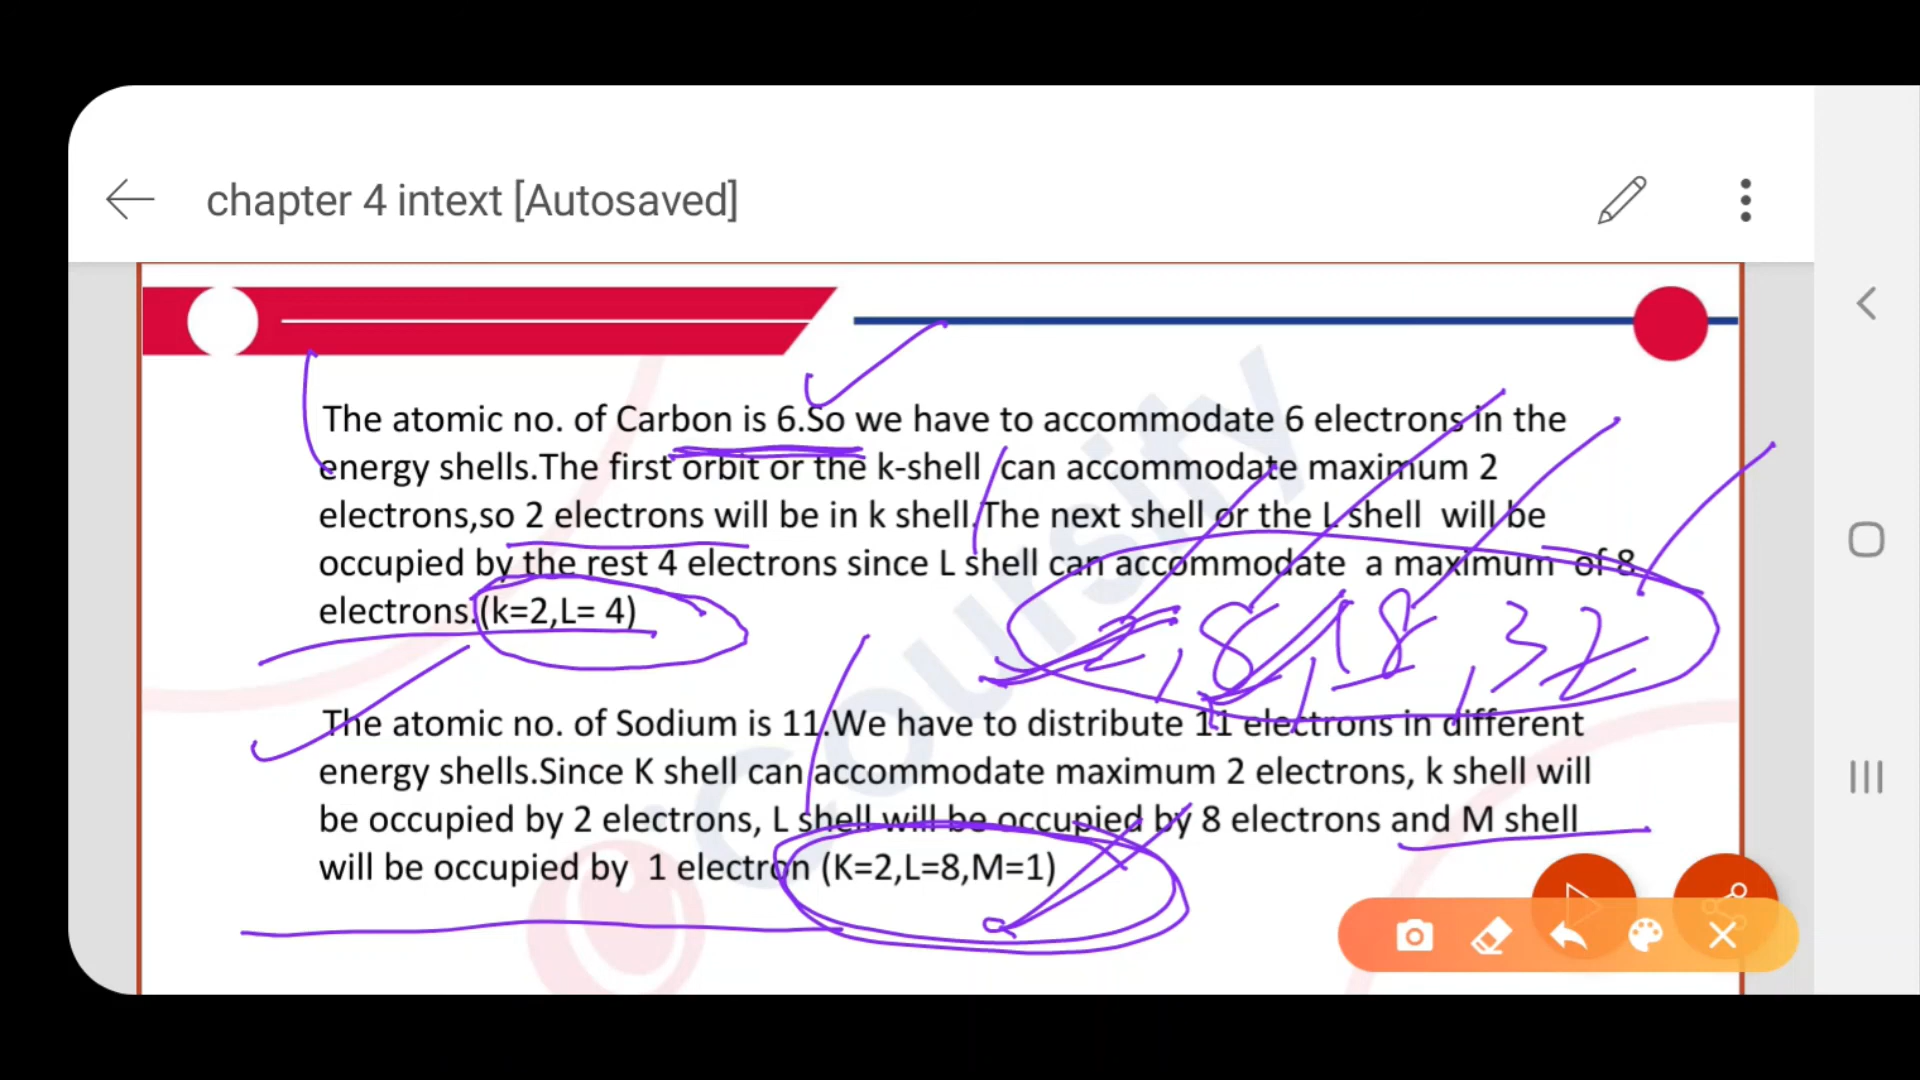 chapter 4 intext [Autosaved]
The atomic no. of Carbon is 6.So we have to accommodate 6 electrons in the
energy shells.The first orbit or the k-shell can accommodate maximum 2
electrons,so 2 electrons will be in k shell.The next shell or the L shell will be
occupied by the rest 4 electrons since L shell can accommodate a maximum of 8
electrons.(k=2,L= 4)
2,8,18,32
The atomic no. of Sodium is 11.We have to distribute 11 electrons in different
energy shells.Since K shell can accommodate maximum 2 electrons, k shell will
be occupied by 2 electrons, L shell will be occupied by 8 electrons and M shell
will be occupied by 1 electron (K=2,L=8,M=1)
Coursity